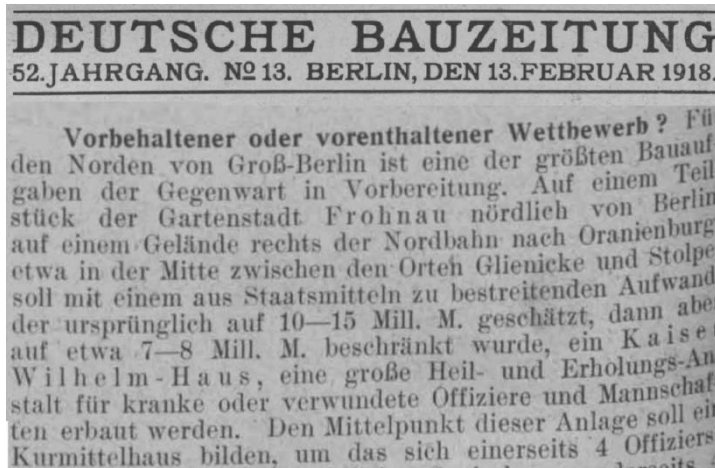 DEUTSCHE BAUZEITUNG
52. JAHRGANG. No 13. BERLIN, DEN 13. FEBRUAR 1918.
Vorbehaltener oder vorenthaltener Wettbewerb? Fü
den Norden von Groß-Berlin ist eine der größten Bauauf
gaben der Gegenwart in Vorbereitung. Auf einem Teil
stück der Gartenstadt Frohnau nördlich von Berlin
auf einem Gelände rechts der Nordbahn nach Oranienburg
etwa in der Mitte zwischen den Orten Glienicke und Stolpe
soll mit einem aus Staatsmitteln zu bestreitenden Aufwand
der ursprünglich auf 10—15 Mill. M. geschätzt, dann abe
auf etwa 7—8 Mill. M. beschränkt wurde, ein Kaise
Wilhelm-Haus, eine große Heil- und Erholungs-An
stalt für kranke oder verwundete Offiziere und Mannschaf
ten erbaut werden. Den Mittelpunkt dieser Anlage soll ein
Kurmittelhaus bilden, um das sich einerseits 4 Offiziers